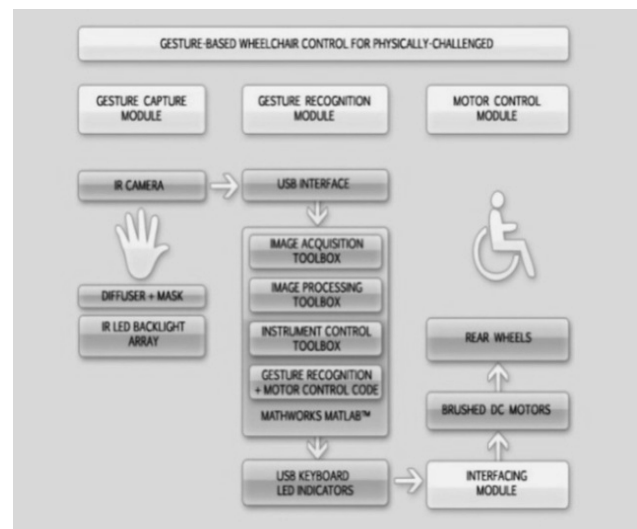 GESTURE-BASED WHEELCHAIR CONTROL FOR PHYSICALLY-CHALLENGED
GESTURE CAPTURE
MODULE
GESTURE RECOGNITION
MODULE
MOTOR CONTROL
MODULE
IR CAMERA
USB INTERFACE
IMAGE ACQUISITION
TOOLBOX
IMAGE PROCESSING
TOOLBOX
DIFFUSER + MASK
IR LED BACKLIGHT
ARRAY
INSTRUMENT CONTROL
TOOLBOX
GESTURE RECOGNITION
+ MOTOR CONTROL CODE
MATHWORKS MATLAB™
REAR WHEELS
BRUSHED DC MOTORS
USB KEYBOARD
LED INDICATORS
INTERFACING
MODULE